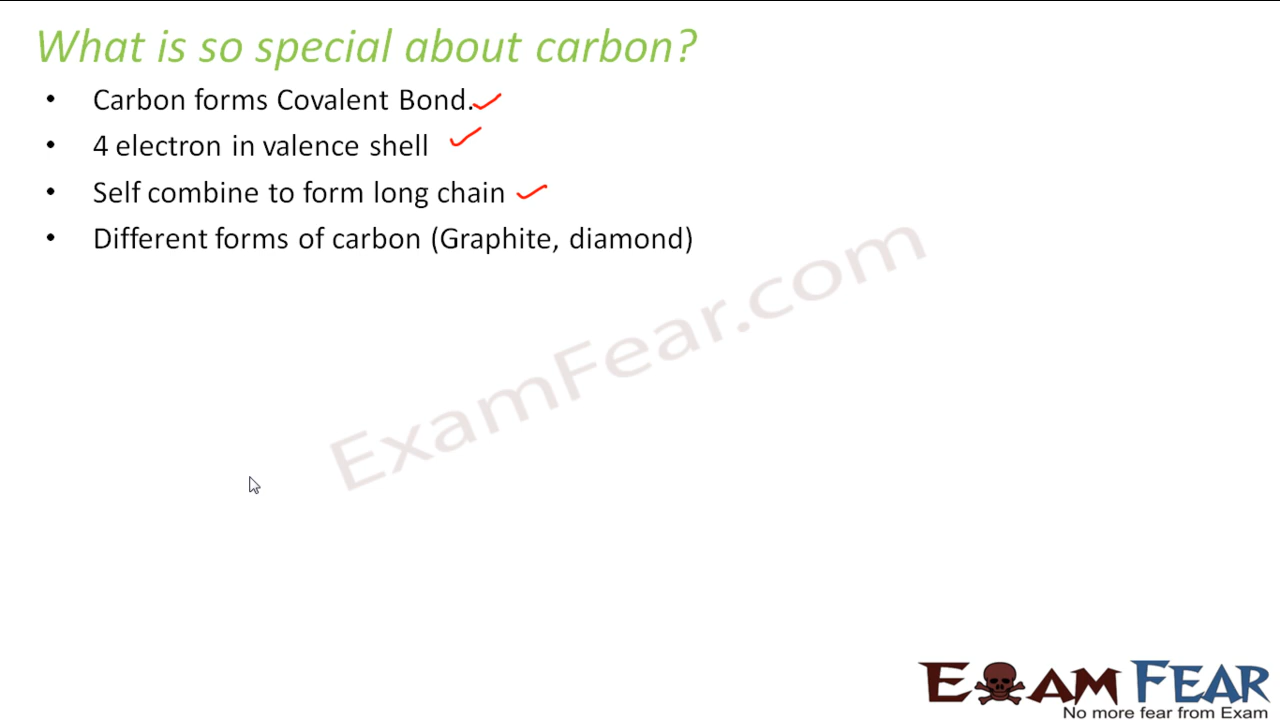 What is so special about carbon?
• Carbon forms Covalent Bond.
• 4 electron in valence shell
• Self combine to form long chain
• Different forms of carbon (Graphite, diamond)
ExamFear.com
EXAM FEAR
No more fear from Exam